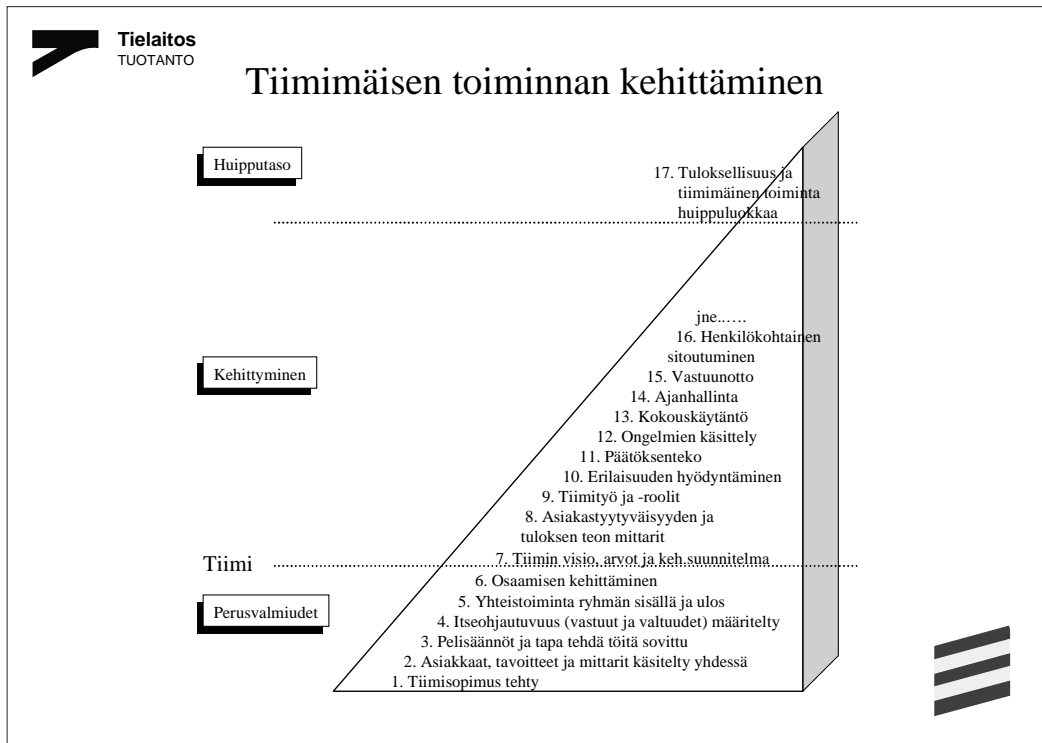 Tielaitos
TUOTANTO
Tiimimäisen toiminnan kehittäminen
Huipputaso
17. Tuloksellisuus ja
tiimimäinen toiminta
huippuluokkaa
jne..….
16. Henkilökohtainen
sitoutuminen
Kehittyminen
15. Vastuunotto
14. Ajanhallinta
13. Kokouskäytäntö
12. Ongelmien käsittely
11. Päätöksenteko
10. Erilaisuuden hyödyntäminen
9. Tiimityö ja -roolit
8. Asiakastyytyväisyyden ja
tuloksen teon mittarit
7. Tiimin visio, arvot ja keh.suunnitelma
Tiimi
6. Osaamisen kehittäminen
5. Yhteistoiminta ryhmän sisällä ja ulos
Perusvalmiudet
4. Itseohjautuvuus (vastuut ja valtuudet) määritelty
3. Pelisäännöt ja tapa tehdä töitä sovittu
2. Asiakkaat, tavoitteet ja mittarit käsitelty yhdessä
1. Tiimisopimus tehty